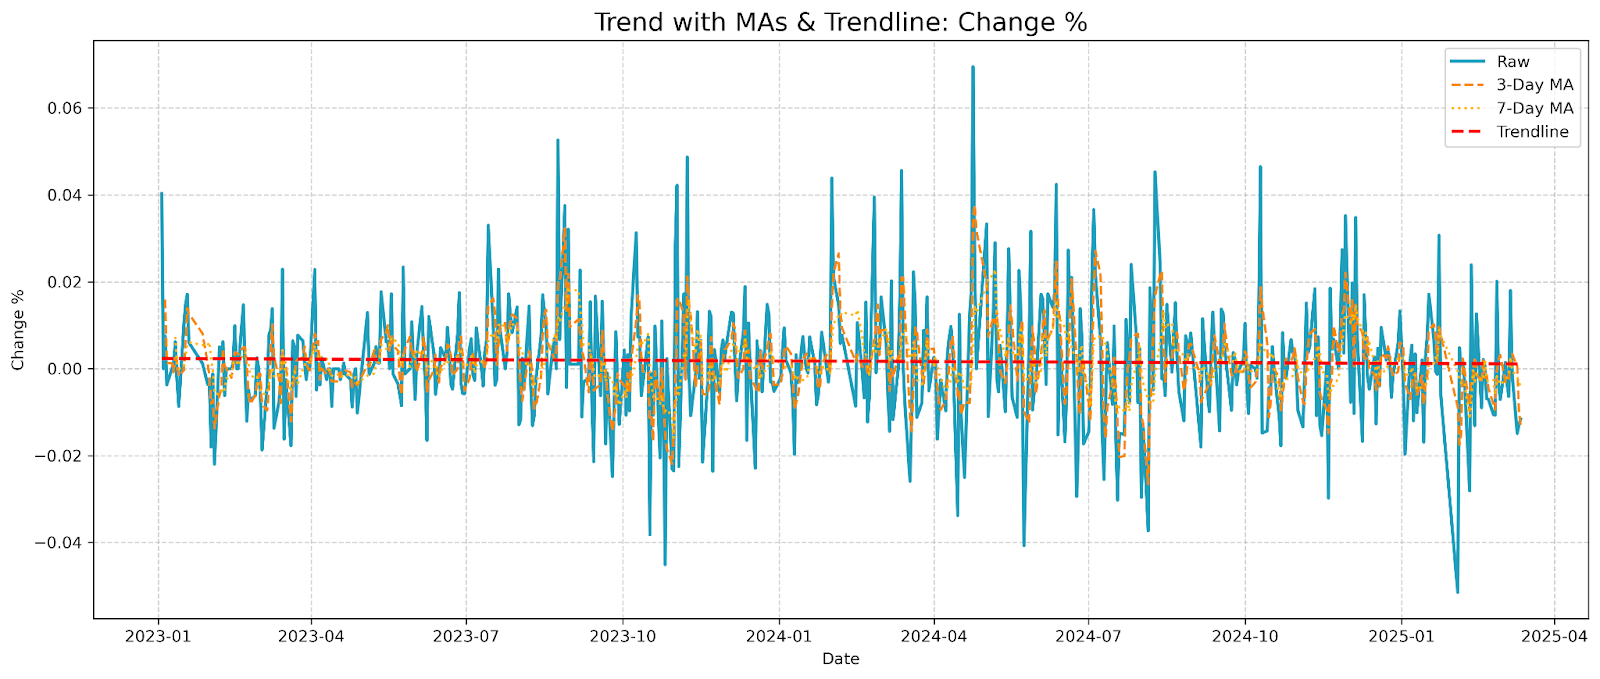 Trend with MAs & Trendline: Change %
Raw
3-Day MA
7-Day MA
Trendline
Change %
0.06
0.04
0.02
0.00
−0.02
−0.04
2023-01
2023-04
2023-07
2023-10
2024-01
2024-04
2024-07
2024-10
2025-01
2025-04
Date